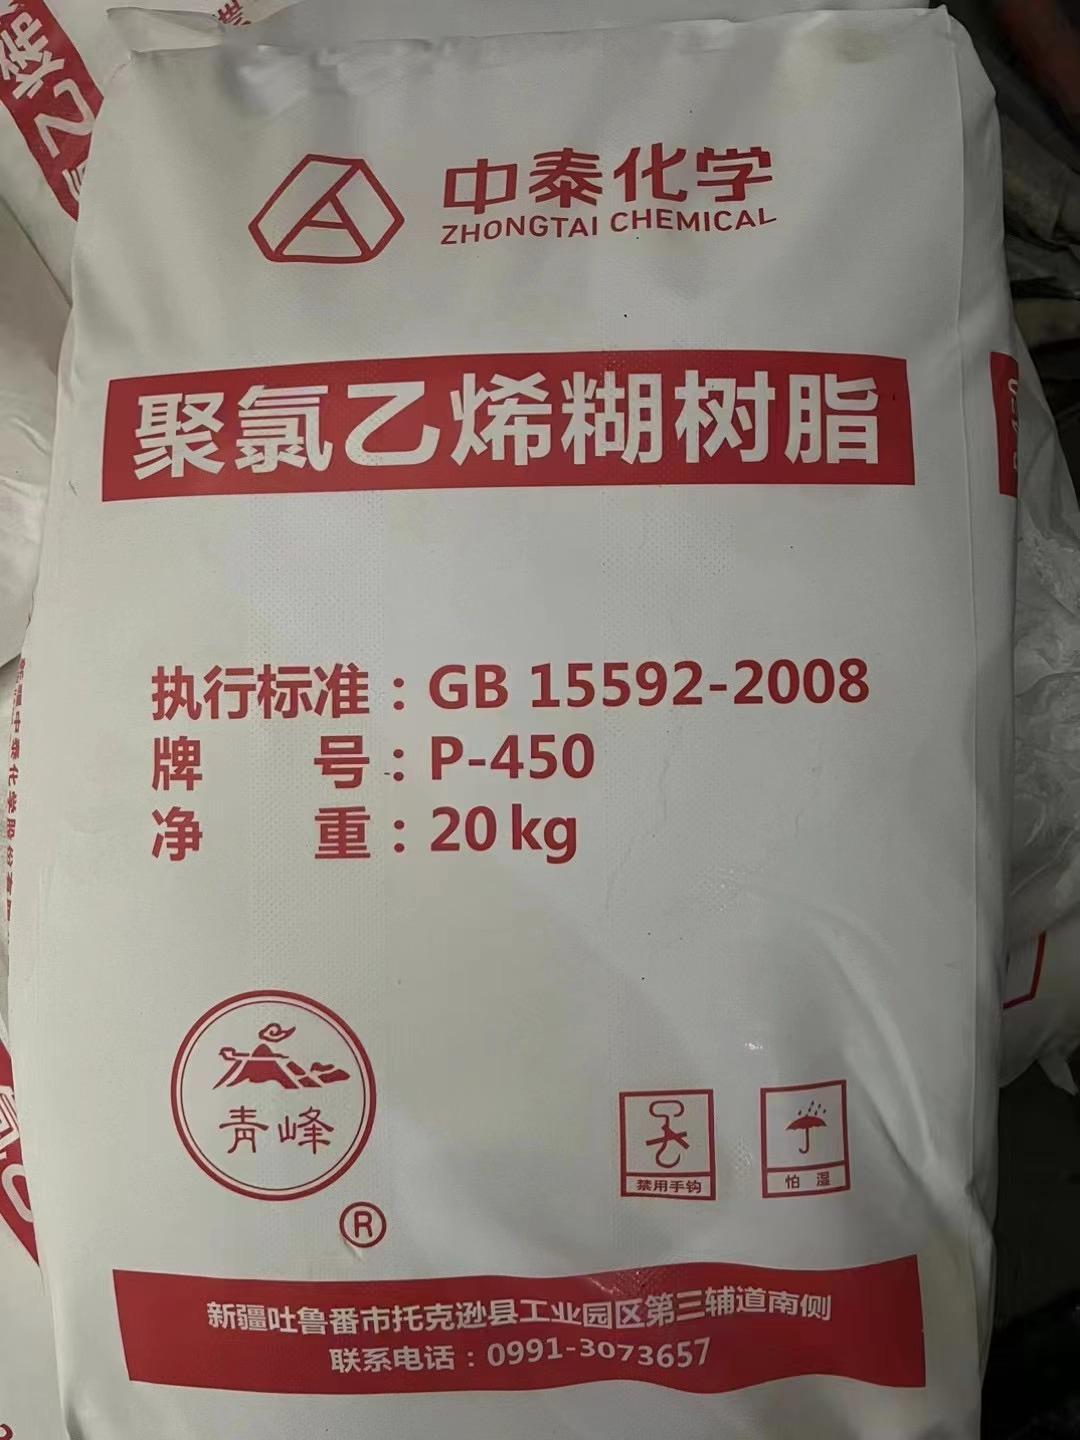 中泰化学
ZHONGTAI CHEMICAL
聚氯乙烯糊树脂
执行标准：GB 15592-2008
牌 号：P-450
净 重：20 kg
青峰
®
禁用手钩
怕 湿
新疆吐鲁番市托克逊县工业园区第三辅道南侧
联系电话：0991-3073657